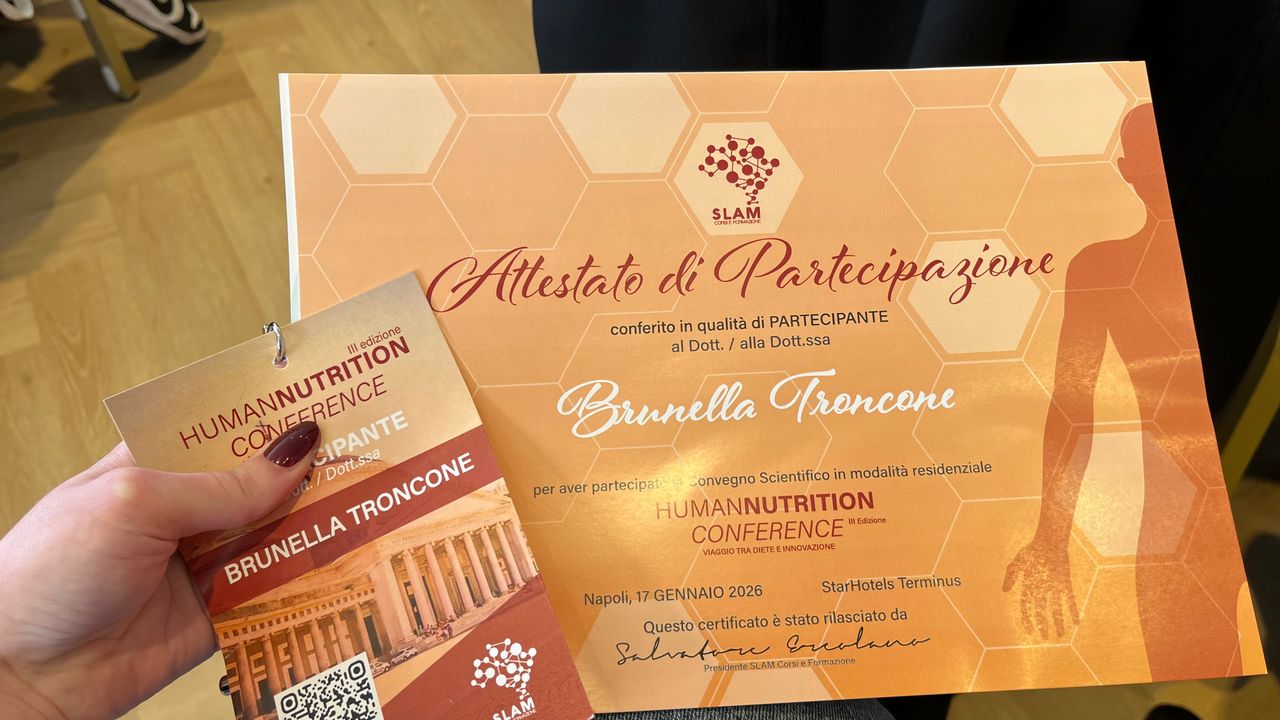 SLAM
CORSI E FORMAZIONE
Attestato di Partecipazione
conferito in qualità di PARTECIPANTE
al Dott. / alla Dott.ssa
Brunella Troncone
per aver partecipato al Convegno Scientifico in modalità residenziale
HUMANNUTRITION
CONFERENCE III Edizione
VIAGGIO TRA DIETE E INNOVAZIONE
Napoli, 17 GENNAIO 2026 StarHotels Terminus
Questo certificato è stato rilasciato da
Salvatore Ercolano
Presidente SLAM Corsi e Formazione
III edizione
HUMANNUTRITION
CONFERENCE
CIPANTE
Dott. / Dott.ssa
BRUNELLA TRONCONE
SLAM